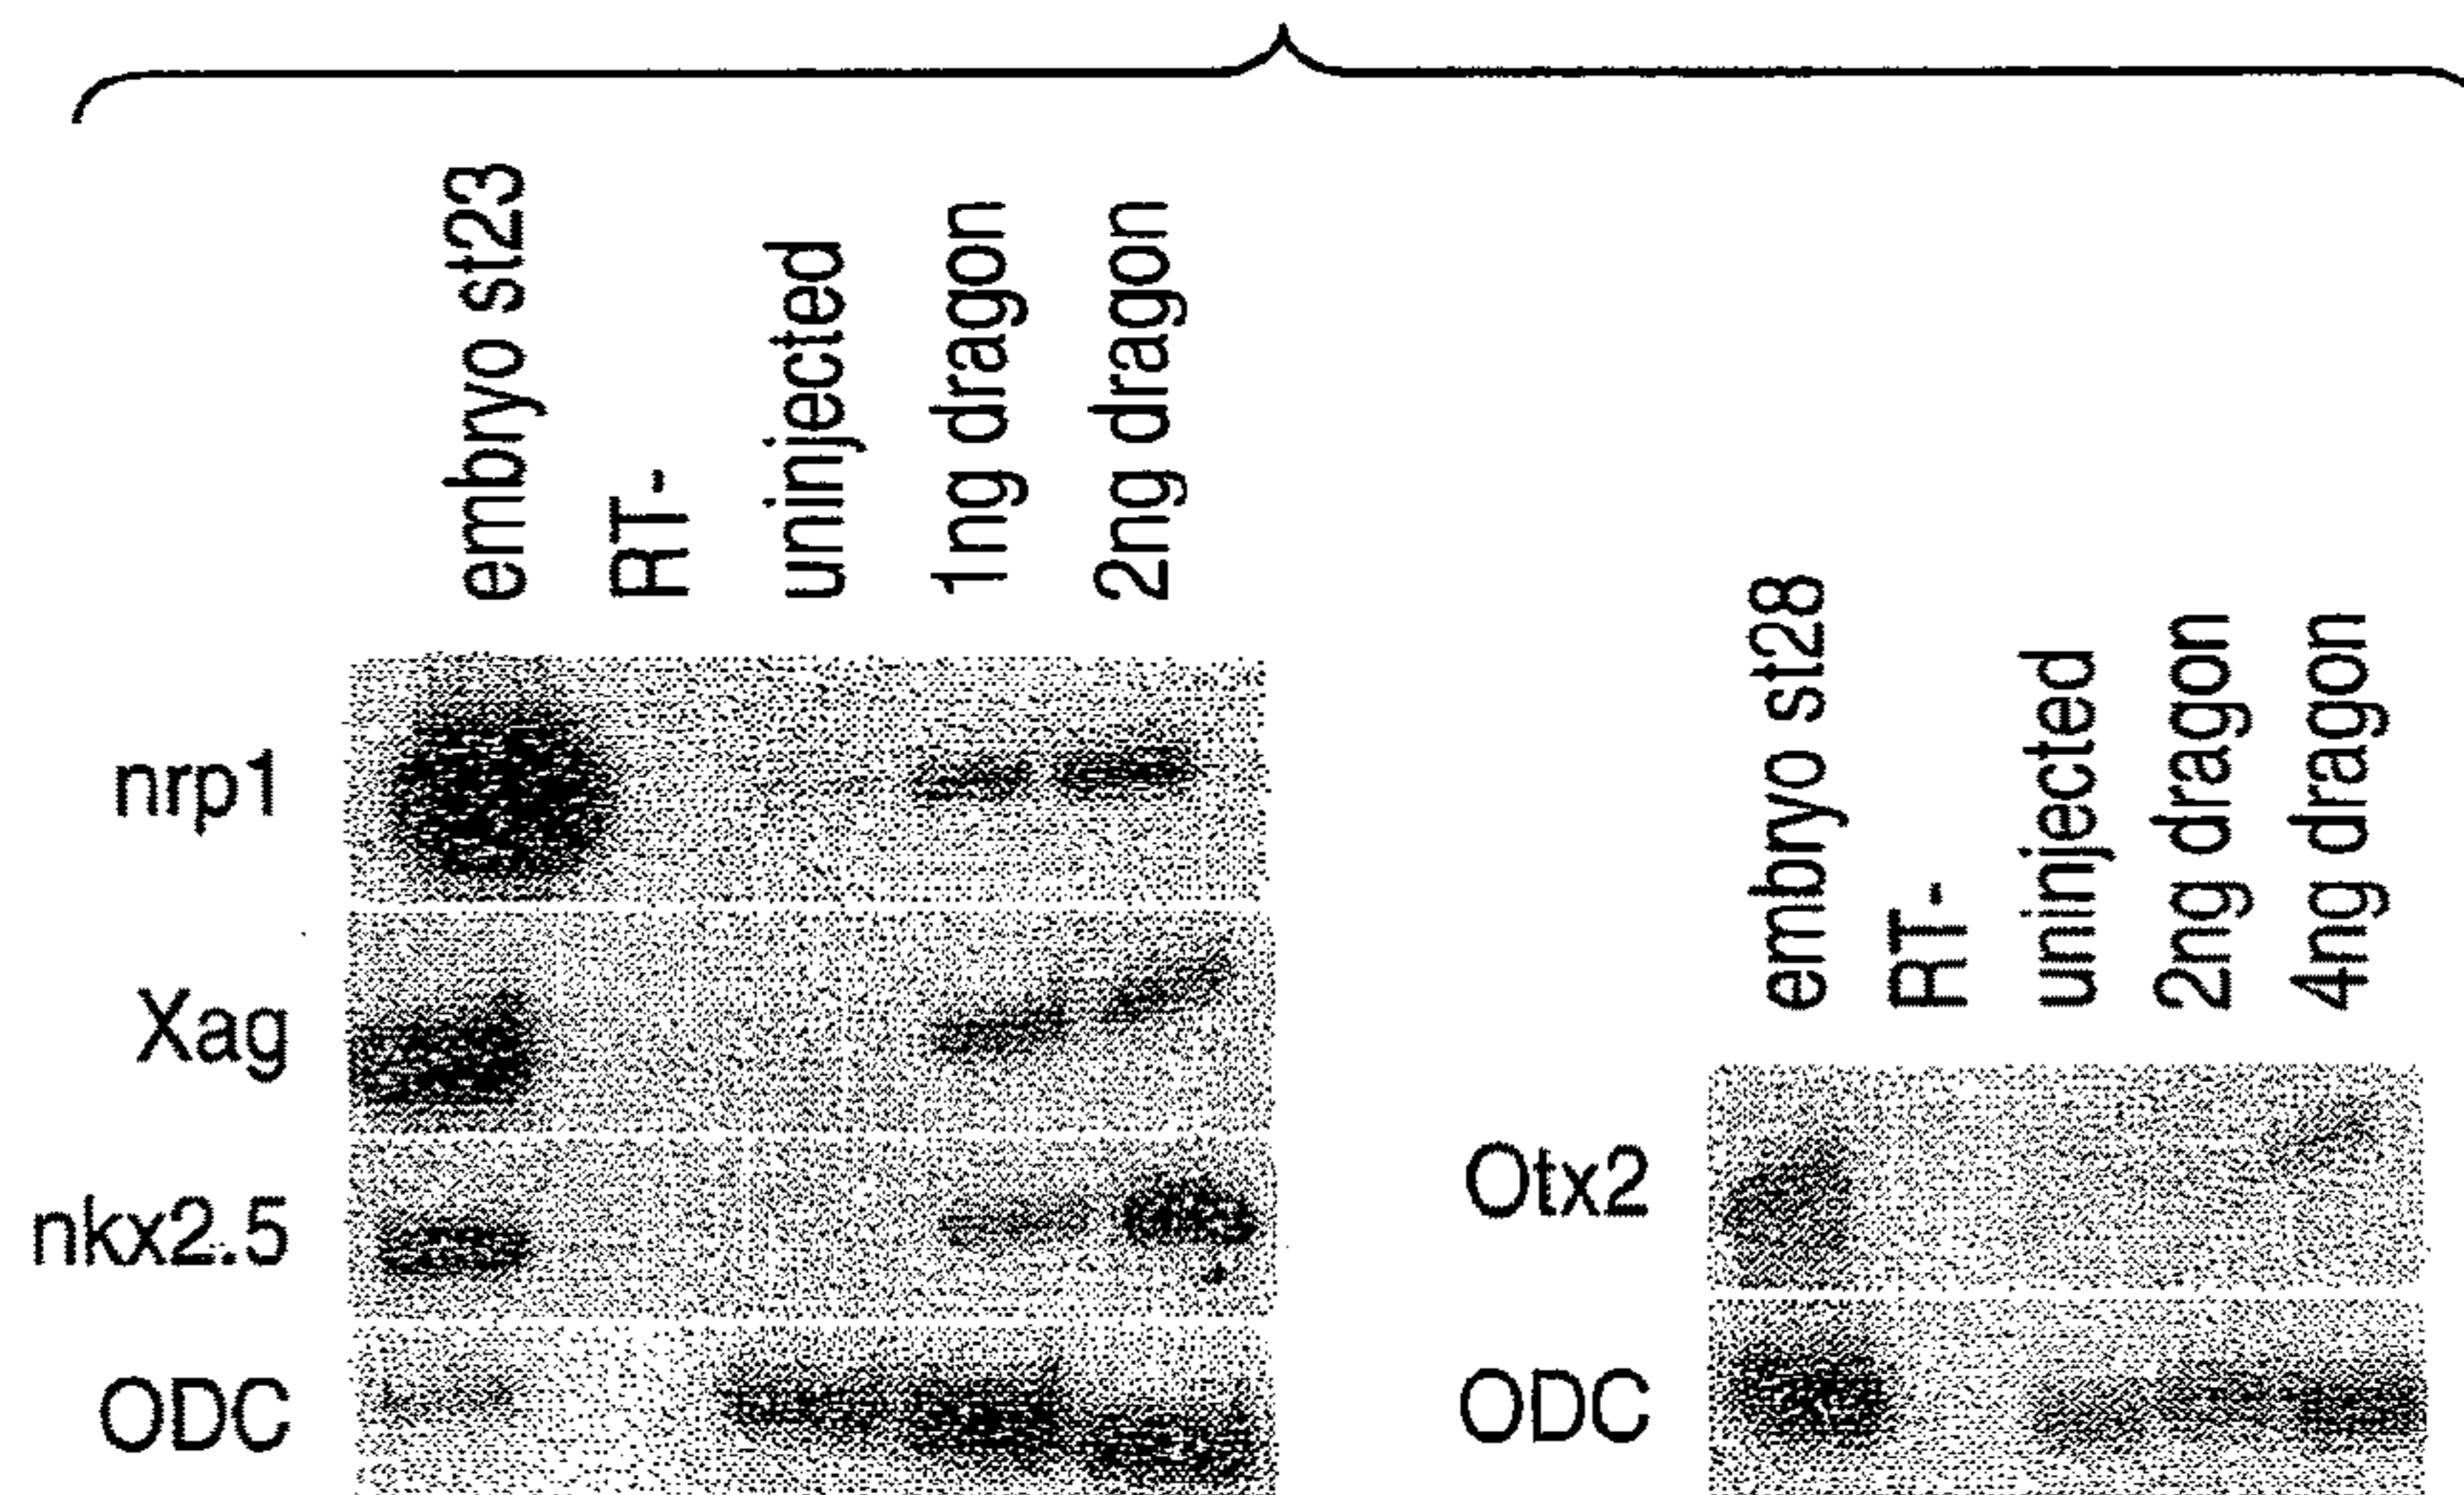 embryo st23
RT-
uninjected
1ng dragon
2ng dragon
nrp1
Xag
nkx2.5
ODC
embryo st28
RT-
uninjected
2ng dragon
4ng dragon
Otx2
ODC